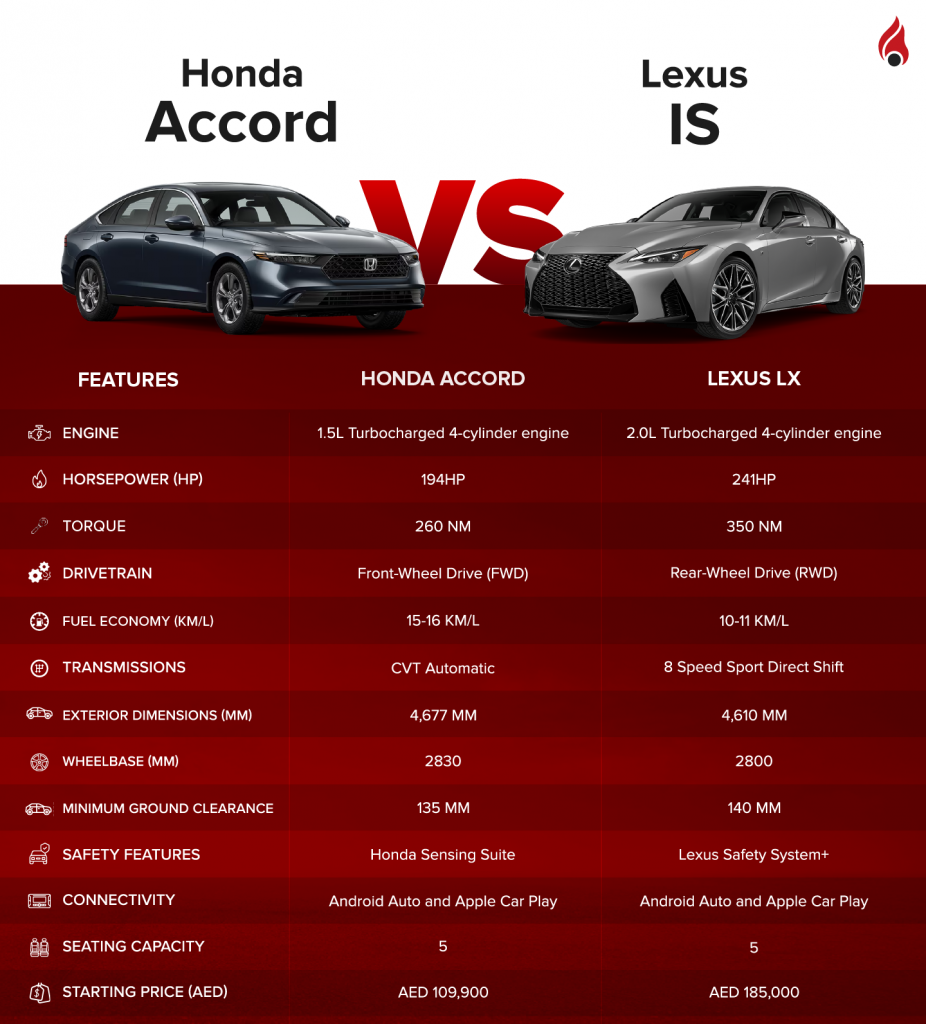 Honda
Accord
Lexus
IS
VS
FEATURES HONDA ACCORD LEXUS LX
ENGINE 1.5L Turbocharged 4-cylinder engine 2.0L Turbocharged 4-cylinder engine
HORSEPOWER (HP) 194HP 241HP
TORQUE 260 NM 350 NM
DRIVETRAIN Front-Wheel Drive (FWD) Rear-Wheel Drive (RWD)
FUEL ECONOMY (KM/L) 15-16 KM/L 10-11 KM/L
TRANSMISSIONS CVT Automatic 8 Speed Sport Direct Shift
EXTERIOR DIMENSIONS (MM) 4,677 MM 4,610 MM
WHEELBASE (MM) 2830 2800
MINIMUM GROUND CLEARANCE 135 MM 140 MM
SAFETY FEATURES Honda Sensing Suite Lexus Safety System+
CONNECTIVITY Android Auto and Apple Car Play Android Auto and Apple Car Play
SEATING CAPACITY 5 5
STARTING PRICE (AED) AED 109,900 AED 185,000